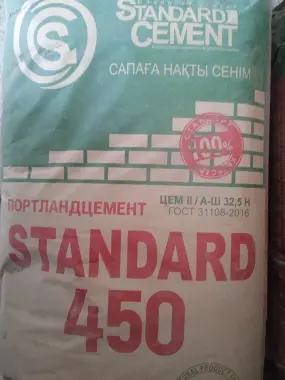 STANDARD
CEMENT
САПАҒА НАҚТЫ СЕНІМ
100%
ЦЕМ II / А-Ш 32,5 Н
ГОСТ 31108-2016
ПОРТЛАНДЦЕМЕНТ
STANDARD
450